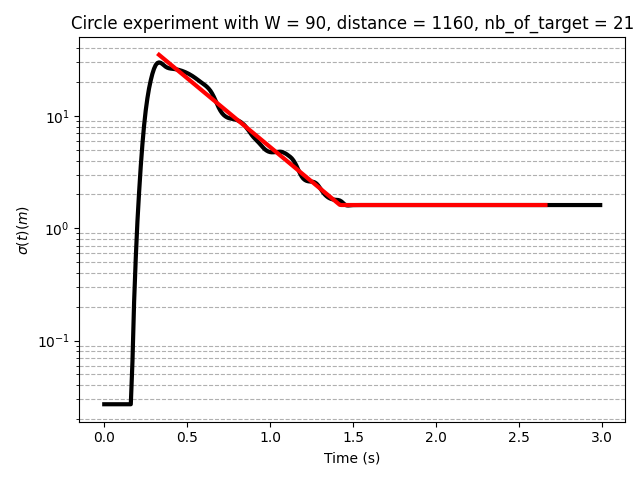 Circle experiment with W = 90, distance = 1160, nb_of_target = 21
σ(t)(m)
10¹
10⁰
10⁻¹
0.0 0.5 1.0 1.5 2.0 2.5 3.0
Time (s)